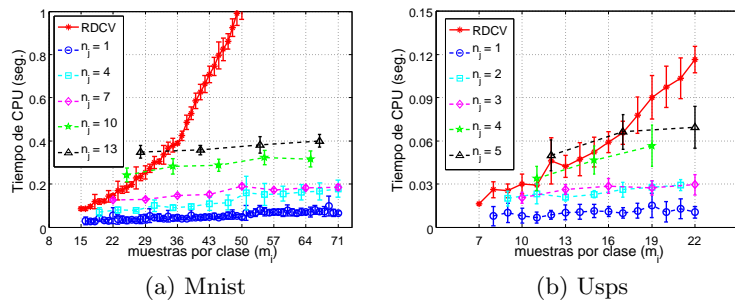 Tiempo de CPU (seg.)
1
0.8
0.6
0.4
0.2
0
RDCV
n_j = 1
n_j = 4
n_j = 7
n_j = 10
n_j = 13
8 15 22 29 36 43 50 57 64 71
muestras por clase (m_j)
(a) Mnist
Tiempo de CPU (seg.)
0.15
0.12
0.09
0.06
0.03
0
RDCV
n_j = 1
n_j = 2
n_j = 3
n_j = 4
n_j = 5
4 7 10 13 16 19 22
muestras por clase (m_j)
(b) Usps